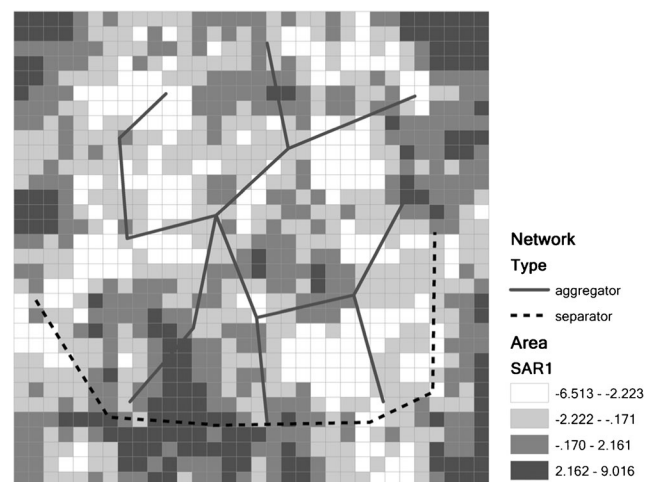 Network
Type
aggregator
separator
Area
SAR1
-6.513 - -2.223
-2.222 - -.171
-.170 - 2.161
2.162 - 9.016